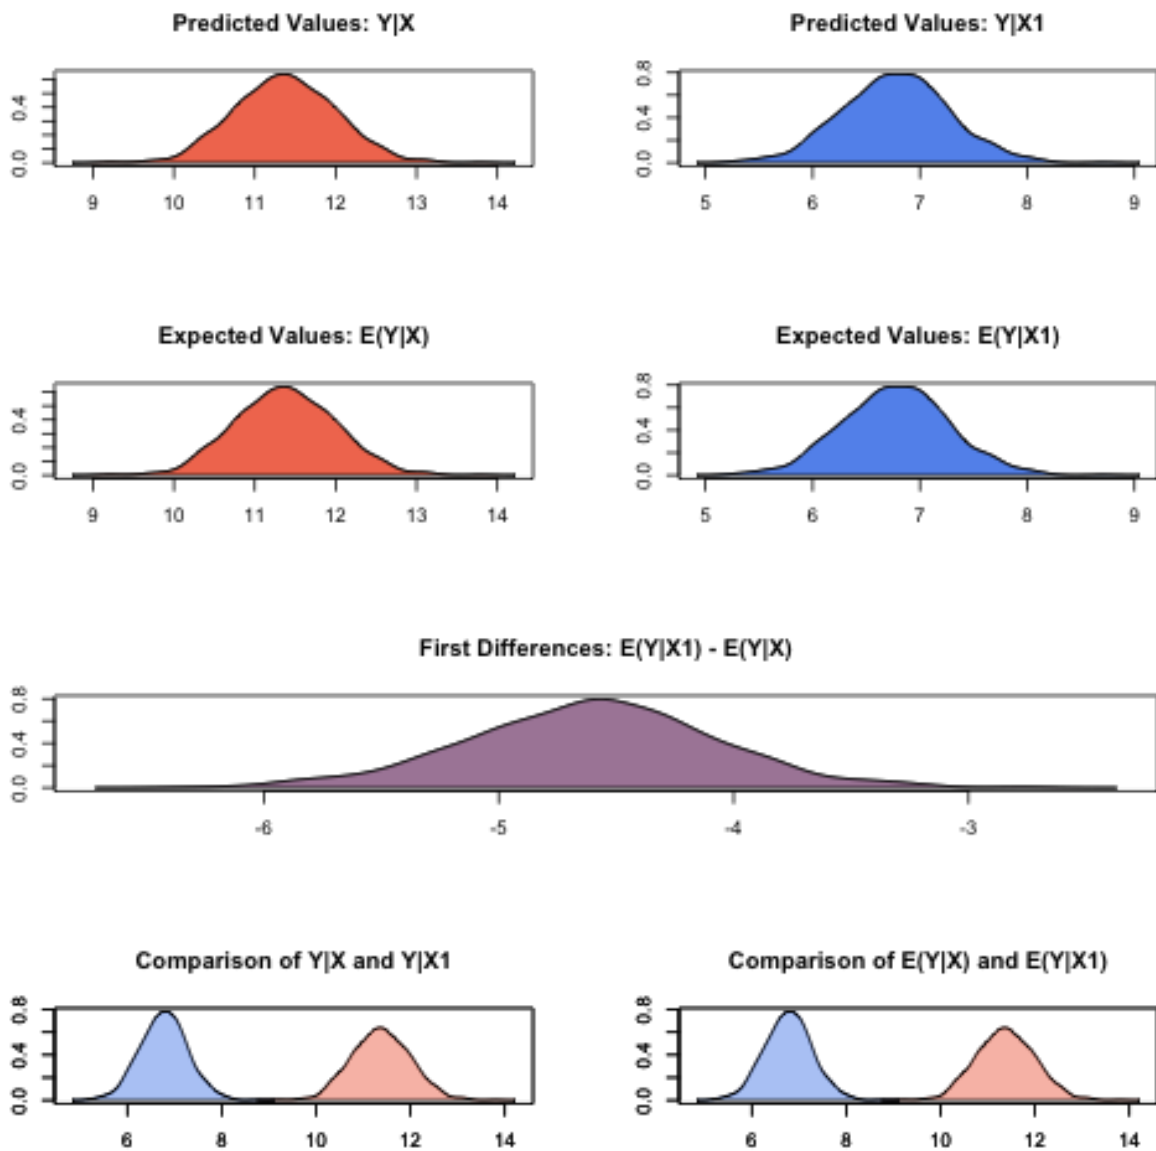 Predicted Values: Y|X
Predicted Values: Y|X1
0.0 0.4
0.0 0.4 0.8
9 10 11 12 13 14
5 6 7 8 9
Expected Values: E(Y|X)
Expected Values: E(Y|X1)
0.0 0.4
0.0 0.4 0.8
9 10 11 12 13 14
5 6 7 8 9
First Differences: E(Y|X1) - E(Y|X)
0.0 0.4 0.8
-6 -5 -4 -3
Comparison of Y|X and Y|X1
Comparison of E(Y|X) and E(Y|X1)
0.0 0.4 0.8
0.0 0.4 0.8
6 8 10 12 14
6 8 10 12 14